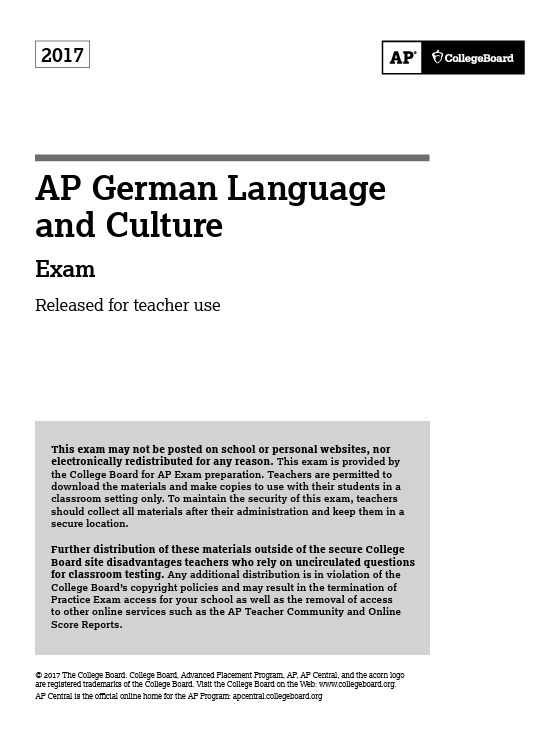 2017
AP® CollegeBoard
AP German Language
and Culture
Exam
Released for teacher use
This exam may not be posted on school or personal websites, nor
electronically redistributed for any reason. This exam is provided by
the College Board for AP Exam preparation. Teachers are permitted to
download the materials and make copies to use with their students in a
classroom setting only. To maintain the security of this exam, teachers
should collect all materials after their administration and keep them in a
secure location.
Further distribution of these materials outside of the secure College
Board site disadvantages teachers who rely on uncirculated questions
for classroom testing. Any additional distribution is in violation of the
College Board's copyright policies and may result in the termination of
Practice Exam access for your school as well as the removal of access
to other online services such as the AP Teacher Community and Online
Score Reports.
© 2017 The College Board. College Board, Advanced Placement Program, AP, AP Central, and the acorn logo
are registered trademarks of the College Board. Visit the College Board on the Web: www.collegeboard.org.
AP Central is the official online home for the AP Program: apcentral.collegeboard.org